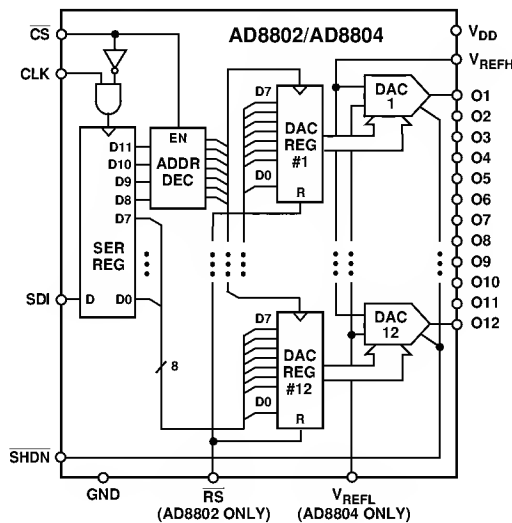 AD8802/AD8804
CS
CLK
SDI
SHDN
GND
RS
(AD8802 ONLY)
VREFL
(AD8804 ONLY)
VDD
VREFH
O1
O2
O3
O4
O5
O6
O7
O8
O9
O10
O11
O12
EN
ADDR
DEC
D11
D10
D9
D8
D7
SER
REG
D
D0
8
D7
DAC
REG
#1
D0
R
DAC
1
D7
DAC
REG
#12
D0
R
DAC
12